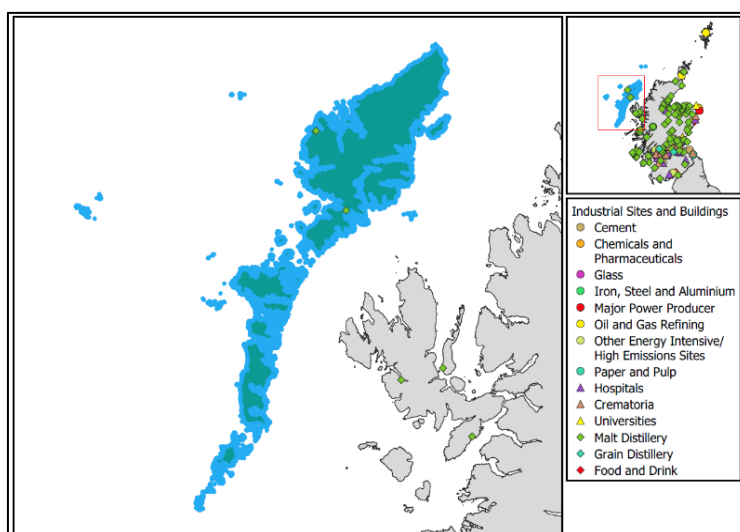 Industrial Sites and Buildings
Cement
Chemicals and
Pharmaceuticals
Glass
Iron, Steel and Aluminium
Major Power Producer
Oil and Gas Refining
Other Energy Intensive/
High Emissions Sites
Paper and Pulp
Hospitals
Crematoria
Universities
Malt Distillery
Grain Distillery
Food and Drink